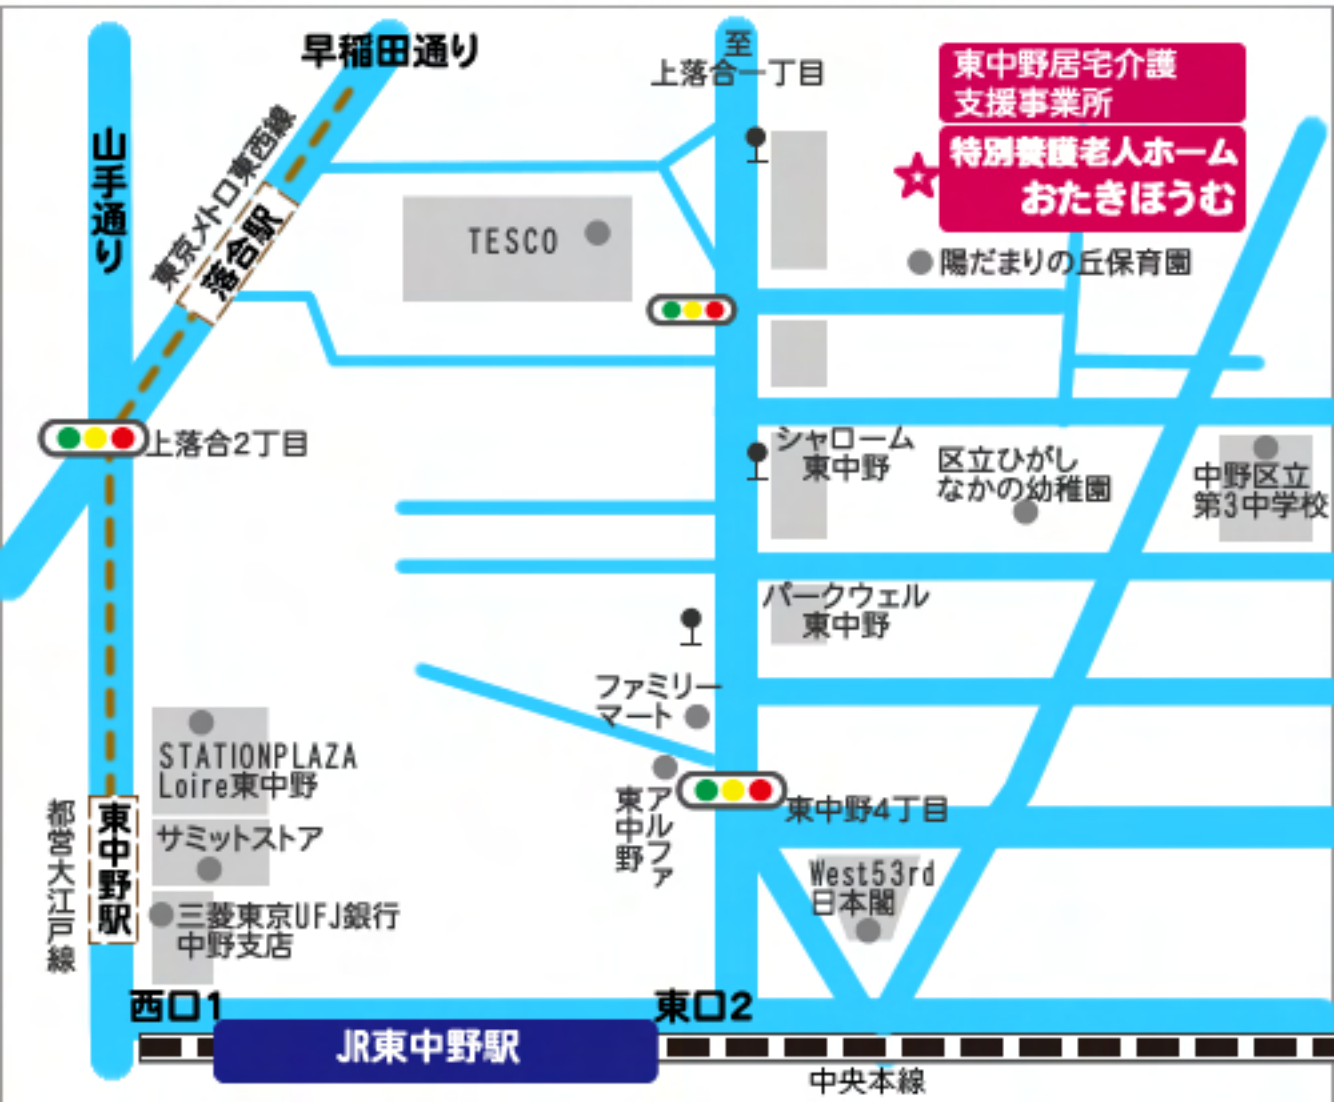 早稲田通り
至
上落合一丁目
東中野居宅介護
支援事業所
特別養護老人ホーム
おたきほうむ
山手通り
東京メトロ東西線
落合駅
TESCO
陽だまりの丘保育園
上落合2丁目
シャローム
東中野
区立ひがし
なかの幼稚園
中野区立
第3中学校
パークウェル
東中野
ファミリー
マート
STATIONPLAZA
Loire東中野
アルファ
東中野
東中野4丁目
都営大江戸線
東中野駅
サミットストア
West53rd
日本閣
三菱東京UFJ銀行
中野支店
西口1
東口2
JR東中野駅
中央本線